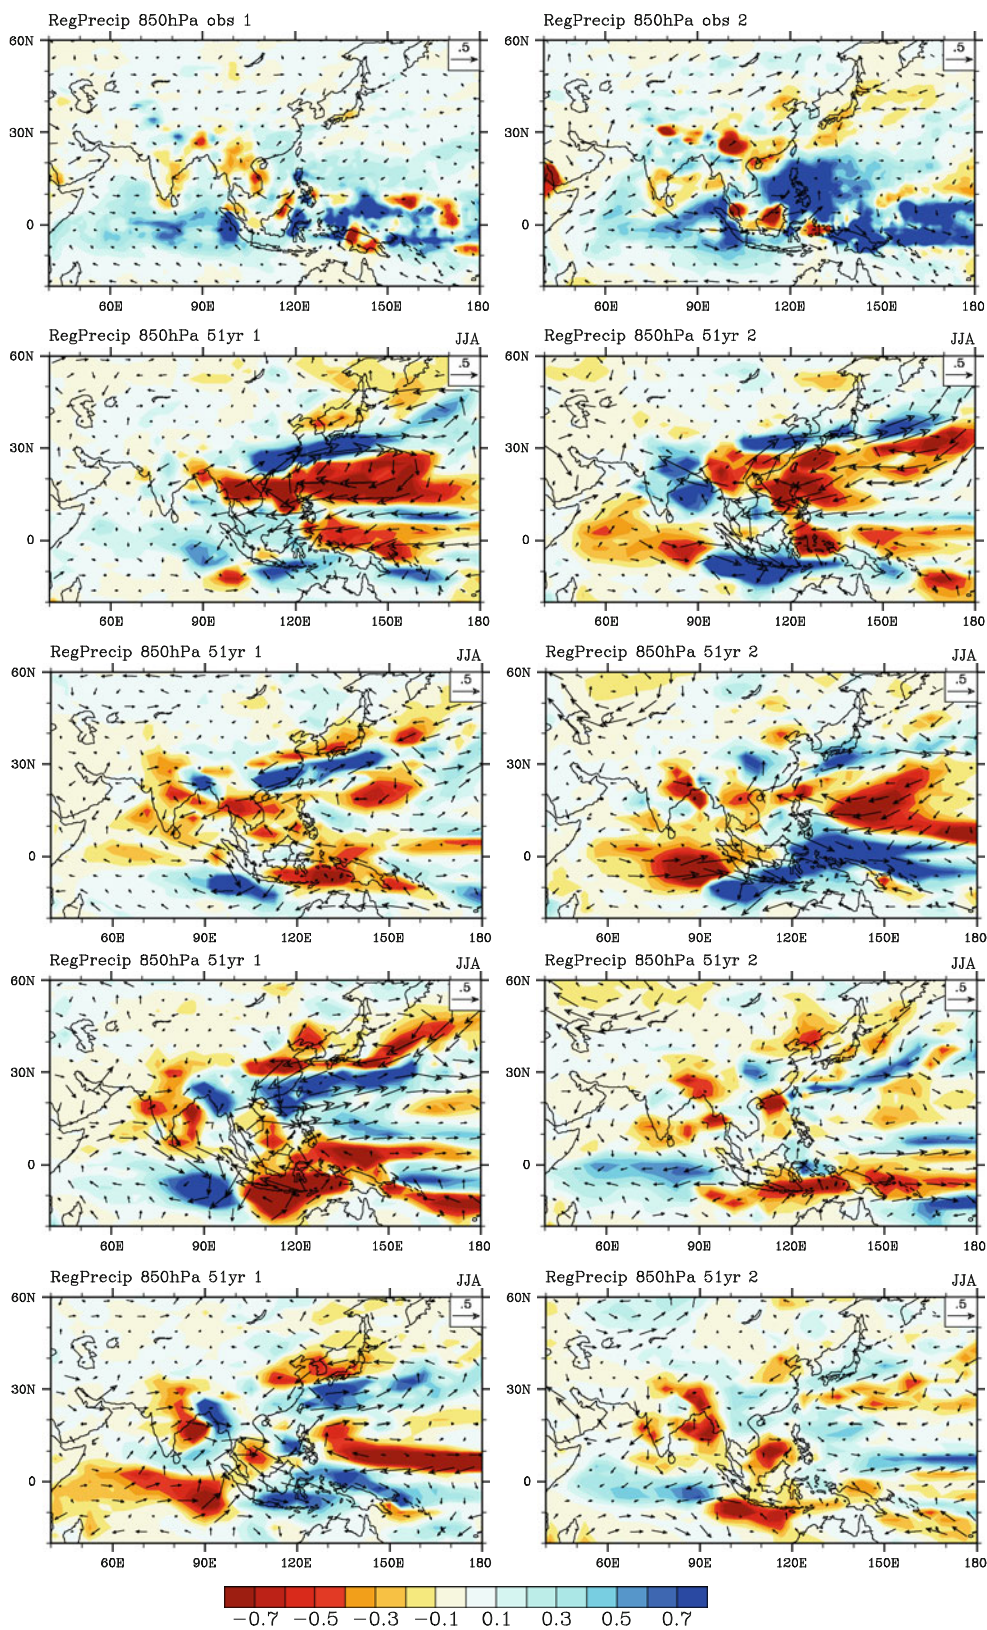 RegPrecip 850hPa obs 1 RegPrecip 850hPa obs 2
60N .5 .5
30N 30N
0 0
60E 90E 120E 150E 180 60E 90E 120E 150E 180
RegPrecip 850hPa 51yr 1 JJA RegPrecip 850hPa 51yr 2 JJA
60N .5 60N .5
30N 30N
0 0
60E 90E 120E 150E 180 60E 90E 120E 150E 180
RegPrecip 850hPa 51yr 1 JJA RegPrecip 850hPa 51yr 2 JJA
60N .5 60N .5
30N 30N
0 0
60E 90E 120E 150E 180 60E 90E 120E 150E 180
RegPrecip 850hPa 51yr 1 JJA RegPrecip 850hPa 51yr 2 JJA
60N .5 60N .5
30N 30N
0 0
60E 90E 120E 150E 180 60E 90E 120E 150E 180
RegPrecip 850hPa 51yr 1 JJA RegPrecip 850hPa 51yr 2 JJA
60N .5 60N .5
30N 30N
0 0
60E 90E 120E 150E 180 60E 90E 120E 150E 180
−0.7 −0.5 −0.3 −0.1 0.1 0.3 0.5 0.7